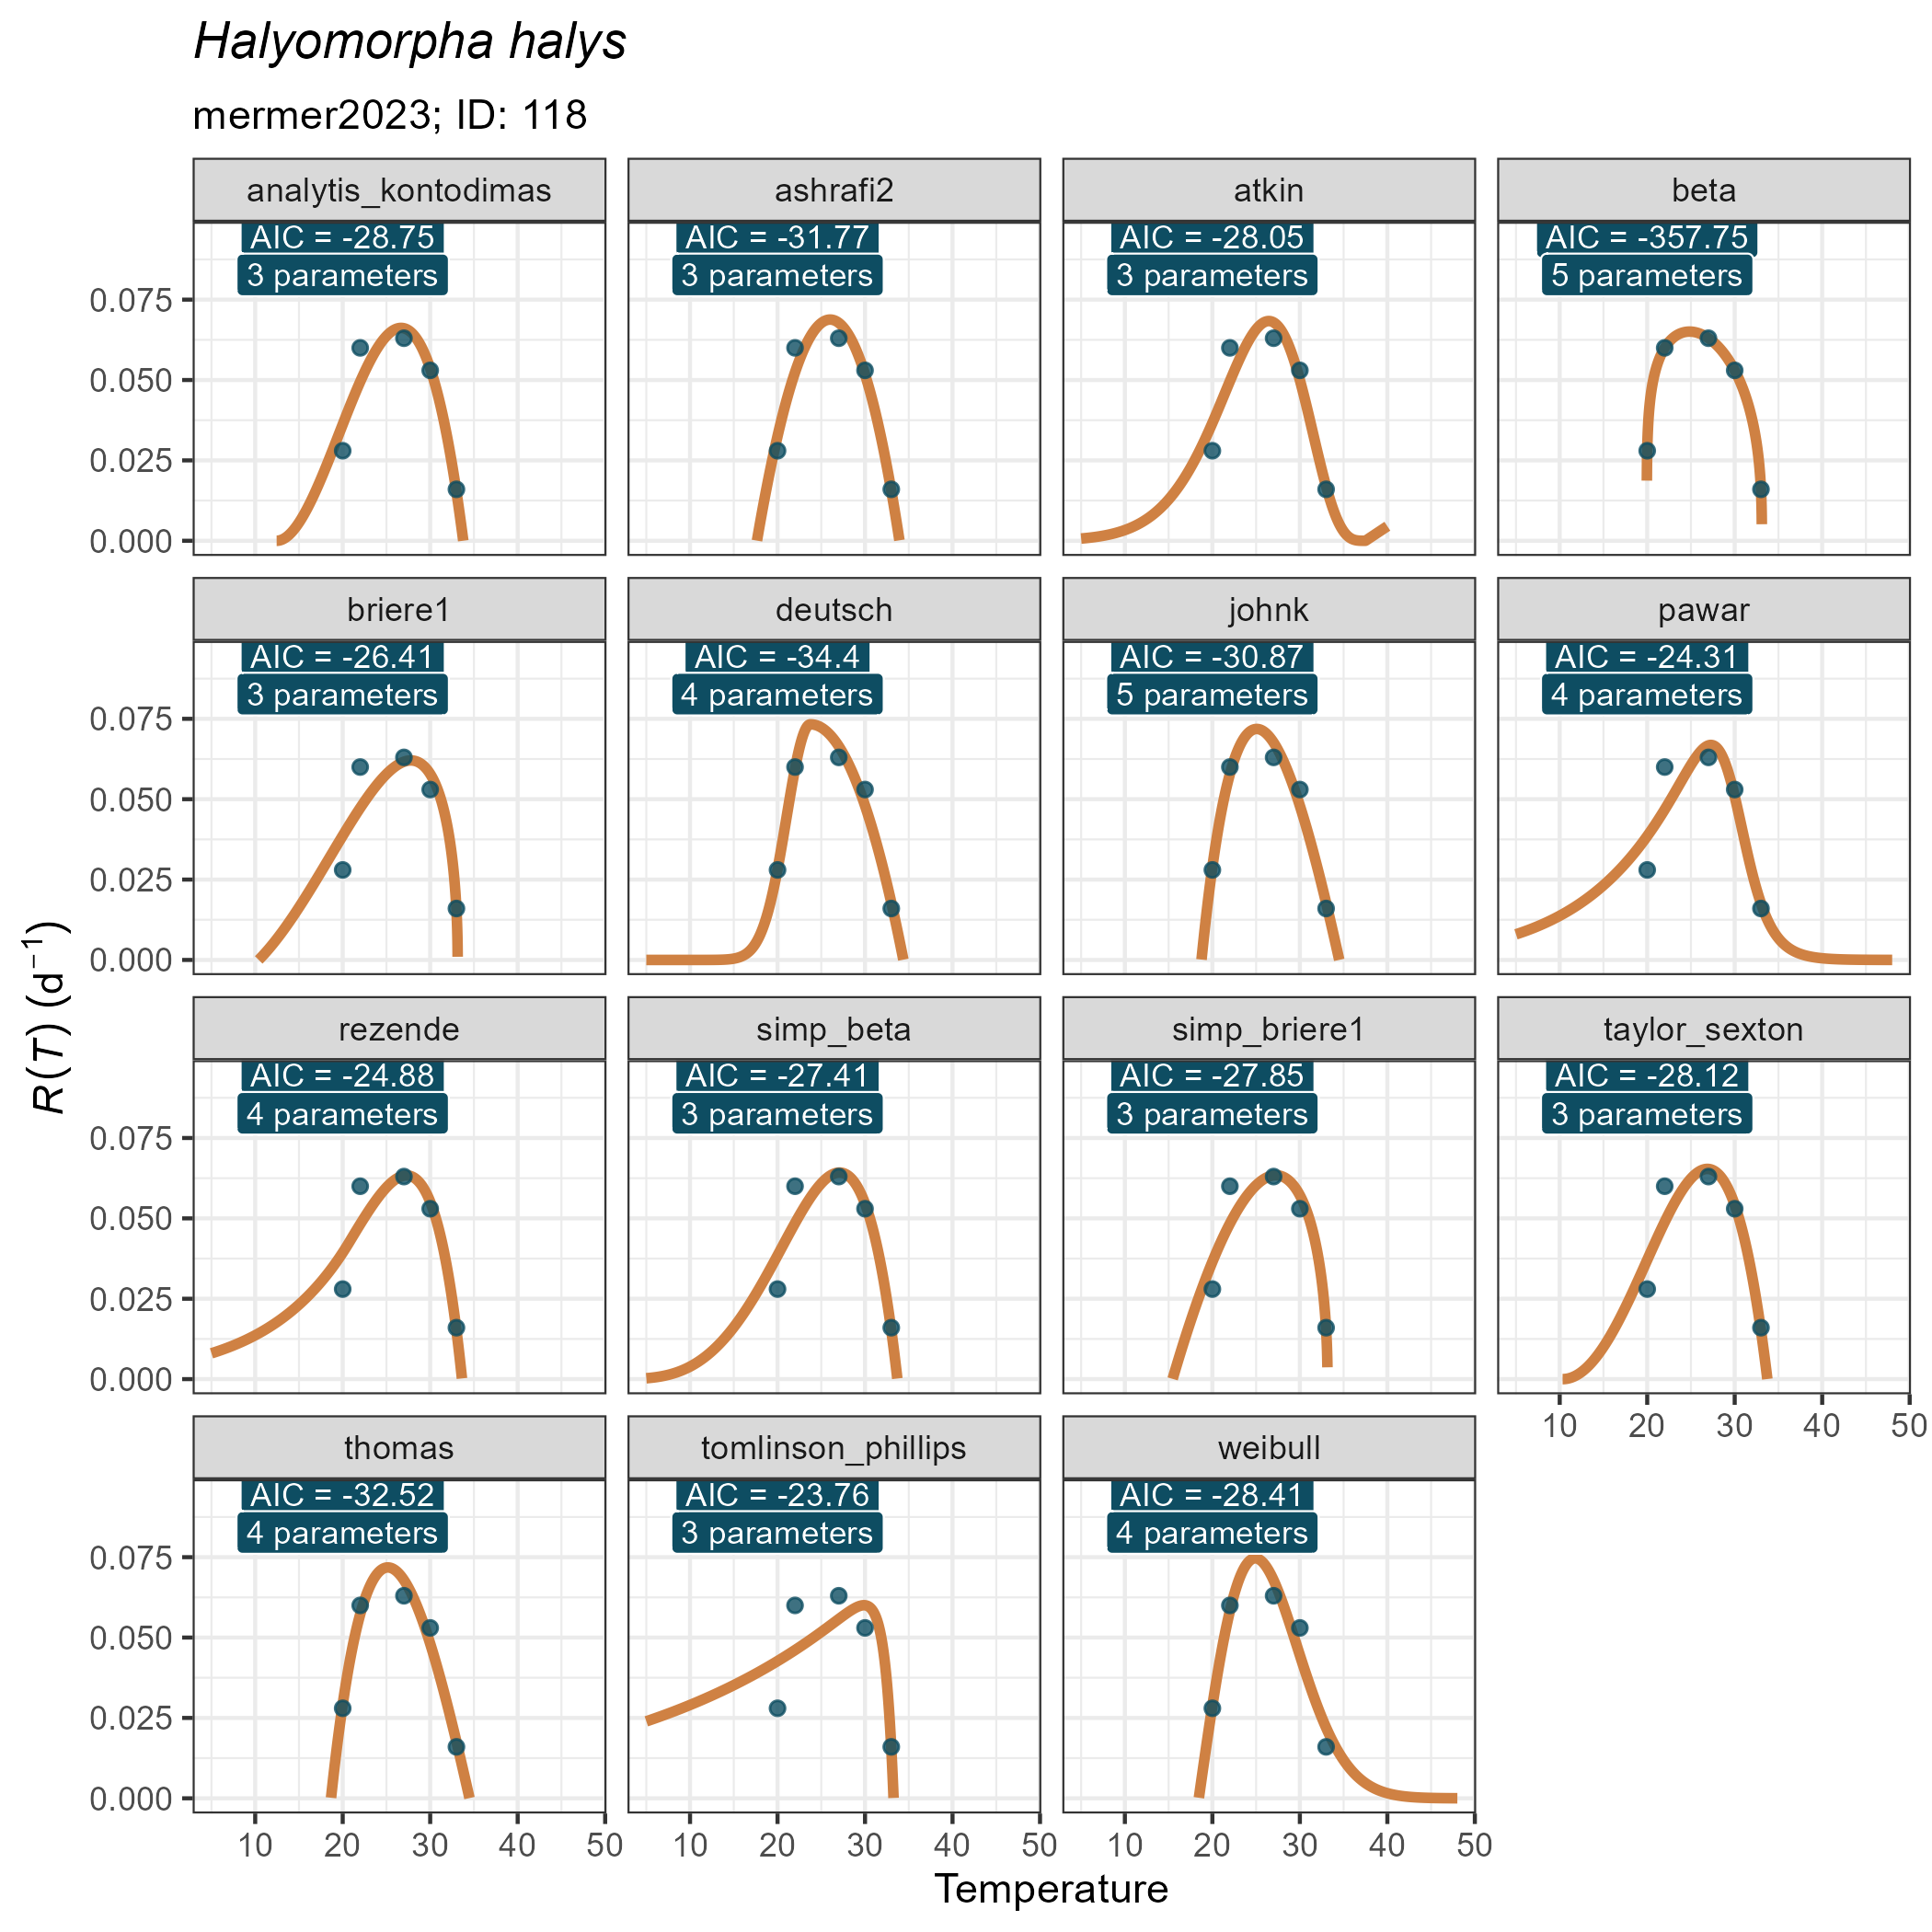 Halyomorpha halys
mermer2023; ID: 118
analytis_kontodimas
AIC = -28.75
3 parameters
ashrafi2
AIC = -31.77
3 parameters
atkin
AIC = -28.05
3 parameters
beta
AIC = -357.75
5 parameters
0.075
0.050
0.025
0.000
briere1
AIC = -26.41
3 parameters
deutsch
AIC = -34.4
4 parameters
johnk
AIC = -30.87
5 parameters
pawar
AIC = -24.31
4 parameters
0.075
0.050
0.025
0.000
R(T) (d⁻¹)
rezende
AIC = -24.88
4 parameters
simp_beta
AIC = -27.41
3 parameters
simp_briere1
AIC = -27.85
3 parameters
taylor_sexton
AIC = -28.12
3 parameters
0.075
0.050
0.025
0.000
10 20 30 40 50
thomas
AIC = -32.52
4 parameters
tomlinson_phillips
AIC = -23.76
3 parameters
weibull
AIC = -28.41
4 parameters
0.075
0.050
0.025
0.000
10 20 30 40 50
10 20 30 40 50
10 20 30 40 50
Temperature